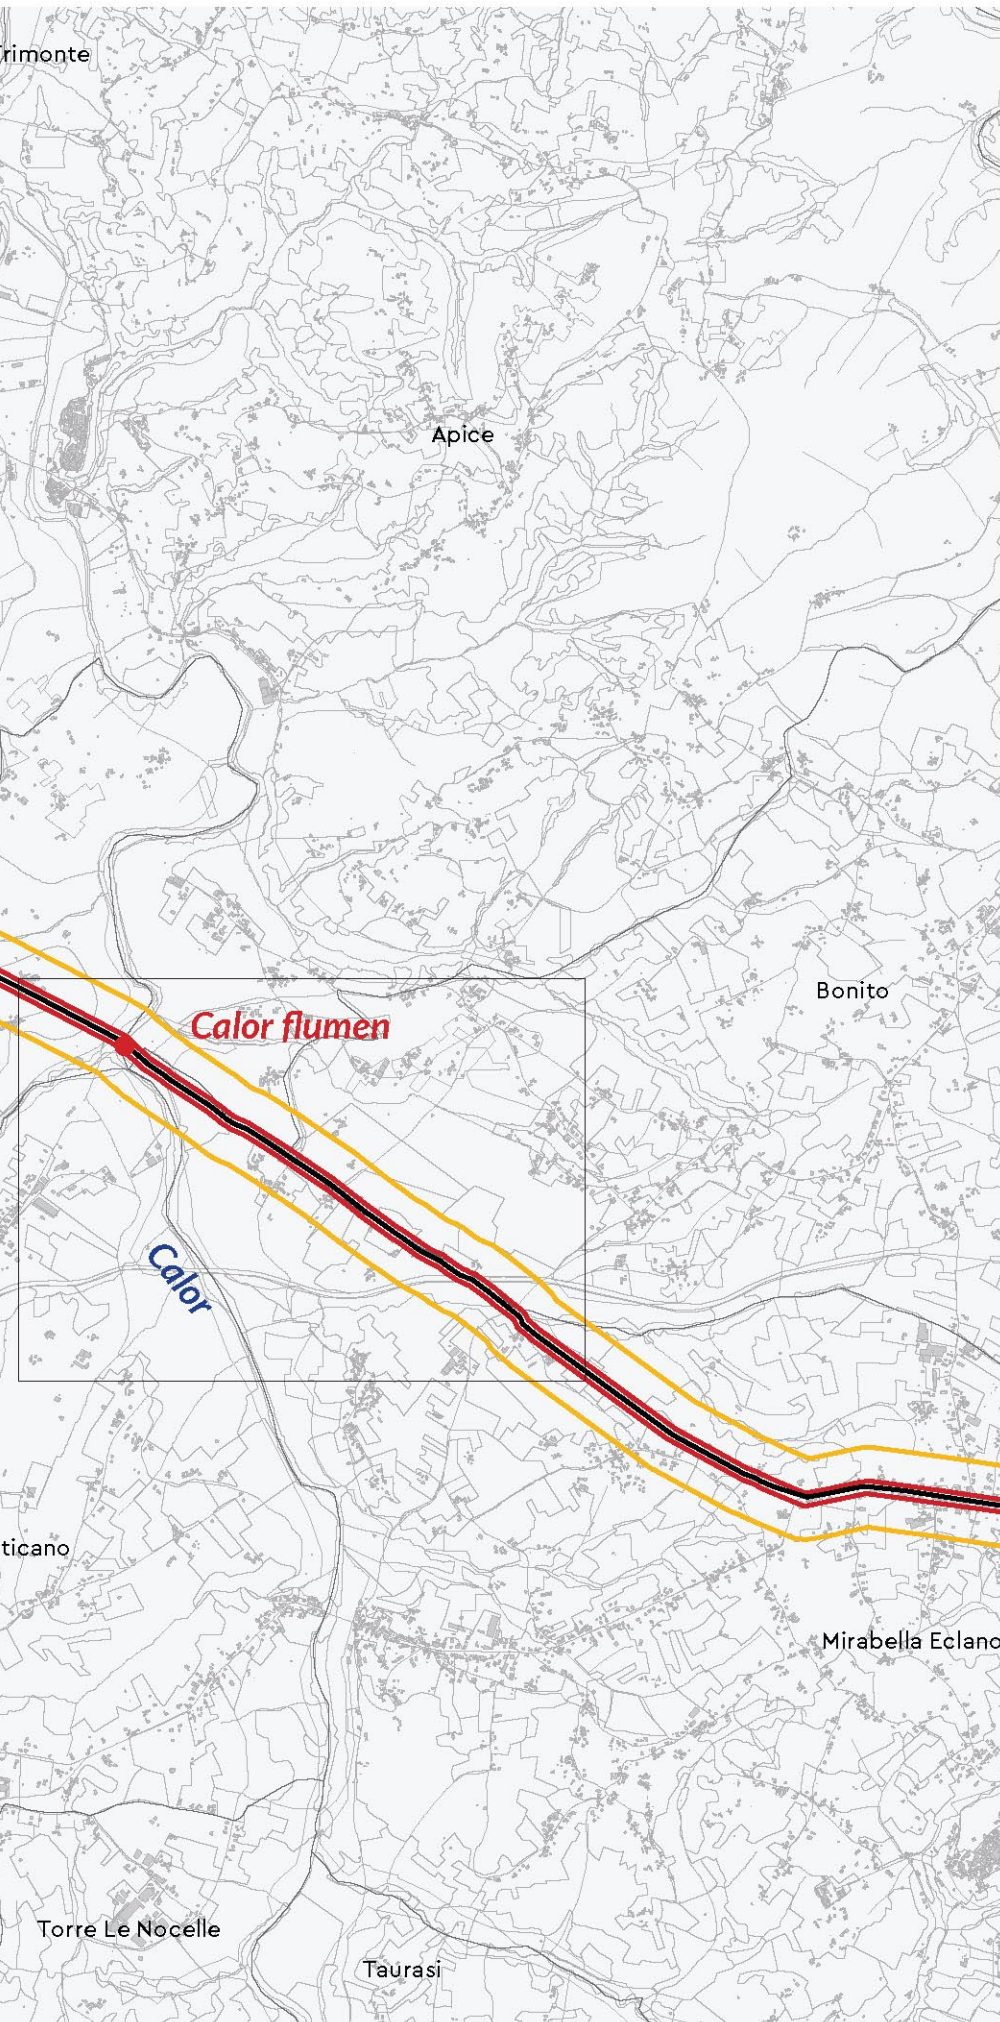 rimonte
Apice
Bonito
Calor flumen
Calor
ticano
Mirabella Eclano
Torre Le Nocelle
Taurasi